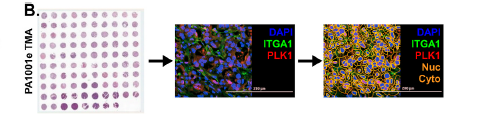 B.
PA1001e TMA
DAPI
ITGA1
PLK1
DAPI
ITGA1
PLK1
Nuc
Cyto